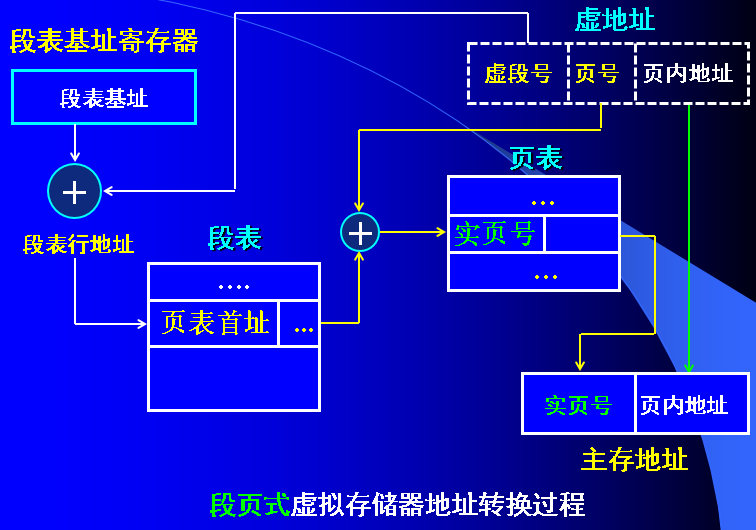 虚地址
段表基址寄存器
虚段号 页号 页内地址
段表基址
页表
…
段表行地址
段表
实页号
….
…
页表首址 …
实页号 页内地址
主存地址
段页式虚拟存储器地址转换过程